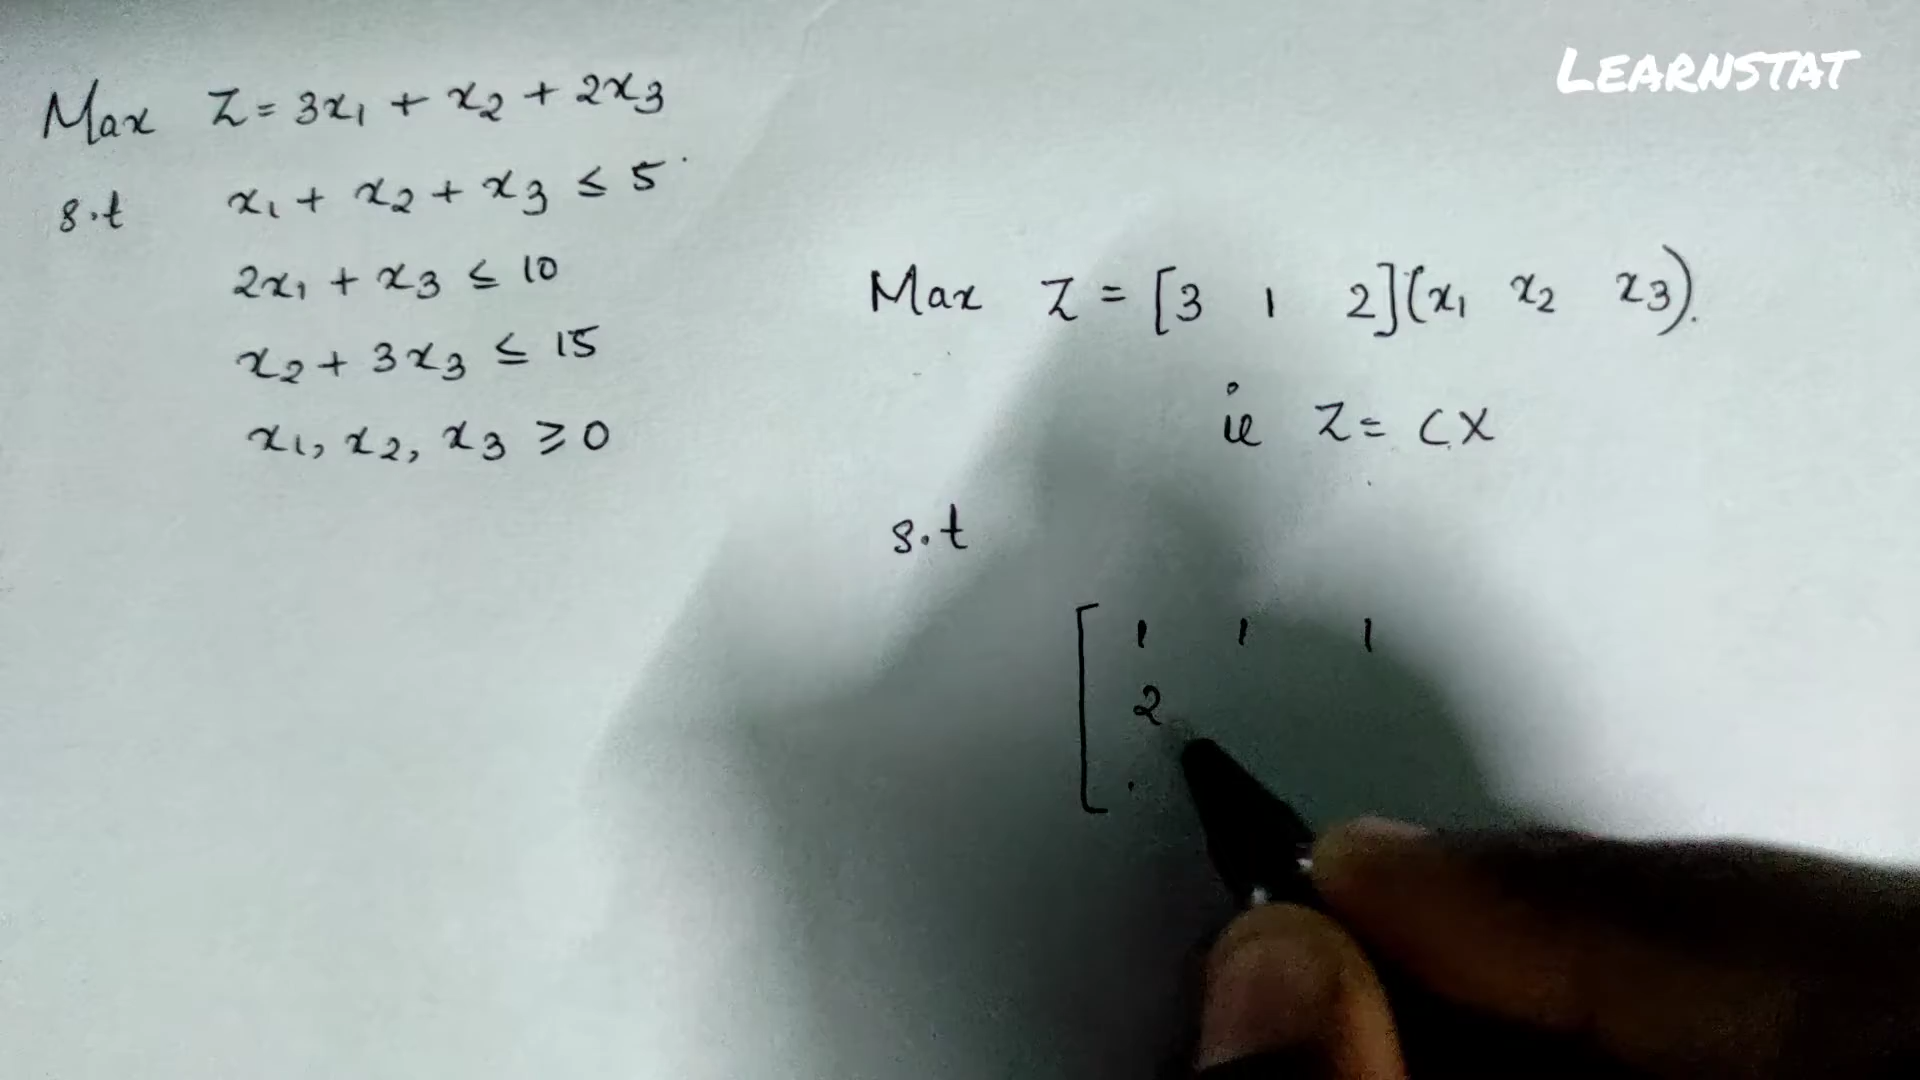 LEARNSTAT
Max Z = 3x₁ + x₂ + 2x₃
s.t x₁ + x₂ + x₃ ≤ 5
2x₁ + x₃ ≤ 10
x₂ + 3x₃ ≤ 15
x₁, x₂, x₃ ≥ 0
Max Z = [3 1 2](x₁ x₂ x₃).
ie Z = CX
s.t
[ 1 1 1
2